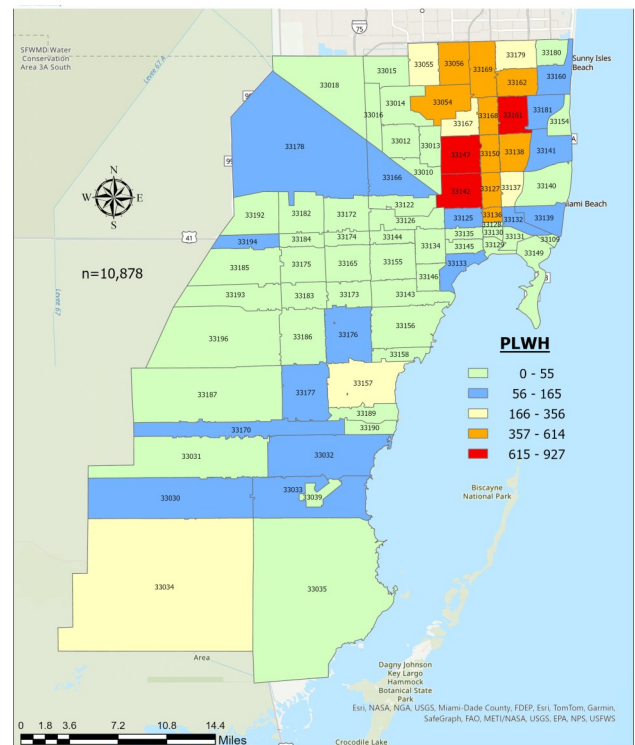 75
SFWMD Water
Conservation
Area 3A South
Levee 67 A
33056
33179
33180
33055
33015
33169
Sunny Isles
Beach
33018
33162
33160
33014
33054
33016
33168
33161
33181
33167
33154
A
33012
33013
33147
33150
33138
33141
33178
33010
33166
33142
33127
33137
33140
N
W
E
S
33122
33192
33182
33172
33126
33125
33136
33132
33139
iami Beach
33128
41
33194
33184
33174
33144
33135
33130
33131
33109
33134
33145
33129
33149
n=10,878
33185
33175
33165
33155
33133
33146
33193
33183
33173
33143
Levee 67
33196
33186
33176
33156
PLWH
33158
0 - 55
56 - 165
166 - 356
357 - 614
615 - 927
33187
33177
33157
33189
33170
33190
33031
33032
33030
33033
33039
Biscayne
National Park
33034
33035
Area
Dagny Johnson
Key Largo
Hammock
Botanical State
Park
Esri, NASA, NGA, USGS, Miami-Dade County, FDEP, Esri, TomTom, Garmin,
SafeGraph, FAO, METI/NASA, USGS, EPA, NPS, USFWS
0 1.8 3.6 7.2 10.8 14.4
Miles
Crocodile Lake